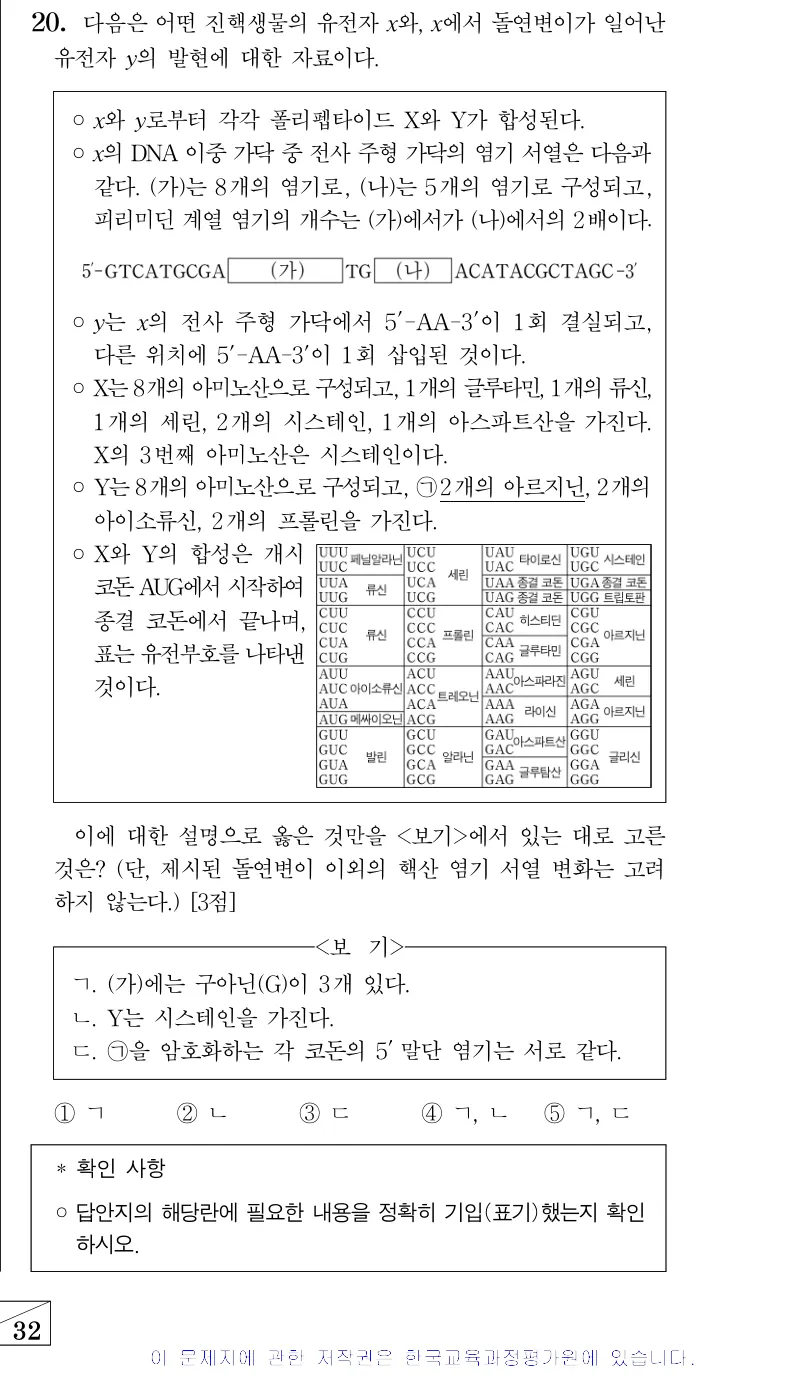 20. 다음은 어떤 진핵생물의 유전자 x와, x에서 돌연변이가 일어난
유전자 y의 발현에 대한 자료이다.
○ x와 y로부터 각각 폴리펩타이드 X와 Y가 합성된다.
○ x의 DNA 이중 가닥 중 전사 주형 가닥의 염기 서열은 다음과
같다. (가)는 8개의 염기로, (나)는 5개의 염기로 구성되고,
피리미딘 계열 염기의 개수는 (가)에서가 (나)에서의 2배이다.
5′-GTCATGCGA (가) TG (나) ACATACGCTAGC-3′
○ y는 x의 전사 주형 가닥에서 5′-AA-3′이 1회 결실되고,
다른 위치에 5′-AA-3′이 1회 삽입된 것이다.
○ X는 8개의 아미노산으로 구성되고, 1개의 글루타민, 1개의 류신,
1개의 세린, 2개의 시스테인, 1개의 아스파트산을 가진다.
X의 3번째 아미노산은 시스테인이다.
○ Y는 8개의 아미노산으로 구성되고, ㉠2개의 아르지닌, 2개의
아이소류신, 2개의 프롤린을 가진다.
○ X와 Y의 합성은 개시
코돈 AUG에서 시작하여
종결 코돈에서 끝나며,
표는 유전부호를 나타낸
것이다.
UUU 페닐알라닌 UCU 세린 UAU 타이로신 UGU 시스테인
UUC UCC UAC UGC
UUA 류신 UCA UAA 종결 코돈 UGA 종결 코돈
UUG UCG UAG 종결 코돈 UGG 트립토판
CUU 류신 CCU 프롤린 CAU 히스티딘 CGU 아르지닌
CUC CCC CAC CGC
CUA CCA CAA 글루타민 CGA
CUG CCG CAG CGG
AUU 아이소류신 ACU 트레오닌 AAU 아스파라진 AGU 세린
AUC ACC AAC AGC
AUA ACA AAA 라이신 AGA 아르지닌
AUG 메싸이오닌 ACG AAG AGG
GUU 발린 GCU 알라닌 GAU 아스파트산 GGU 글리신
GUC GCC GAC GGC
GUA GCA GAA 글루탐산 GGA
GUG GCG GAG GGG
이에 대한 설명으로 옳은 것만을 <보기>에서 있는 대로 고른
것은? (단, 제시된 돌연변이 이외의 핵산 염기 서열 변화는 고려
하지 않는다.) [3점]
<보 기>
ㄱ. (가)에는 구아닌(G)이 3개 있다.
ㄴ. Y는 시스테인을 가진다.
ㄷ. ㉠을 암호화하는 각 코돈의 5′ 말단 염기는 서로 같다.
① ㄱ ② ㄴ ③ ㄷ ④ ㄱ, ㄴ ⑤ ㄱ, ㄷ
* 확인 사항
○ 답안지의 해당란에 필요한 내용을 정확히 기입(표기)했는지 확인
하시오.
32
이 문제지에 관한 저작권은 한국교육과정평가원에 있습니다.